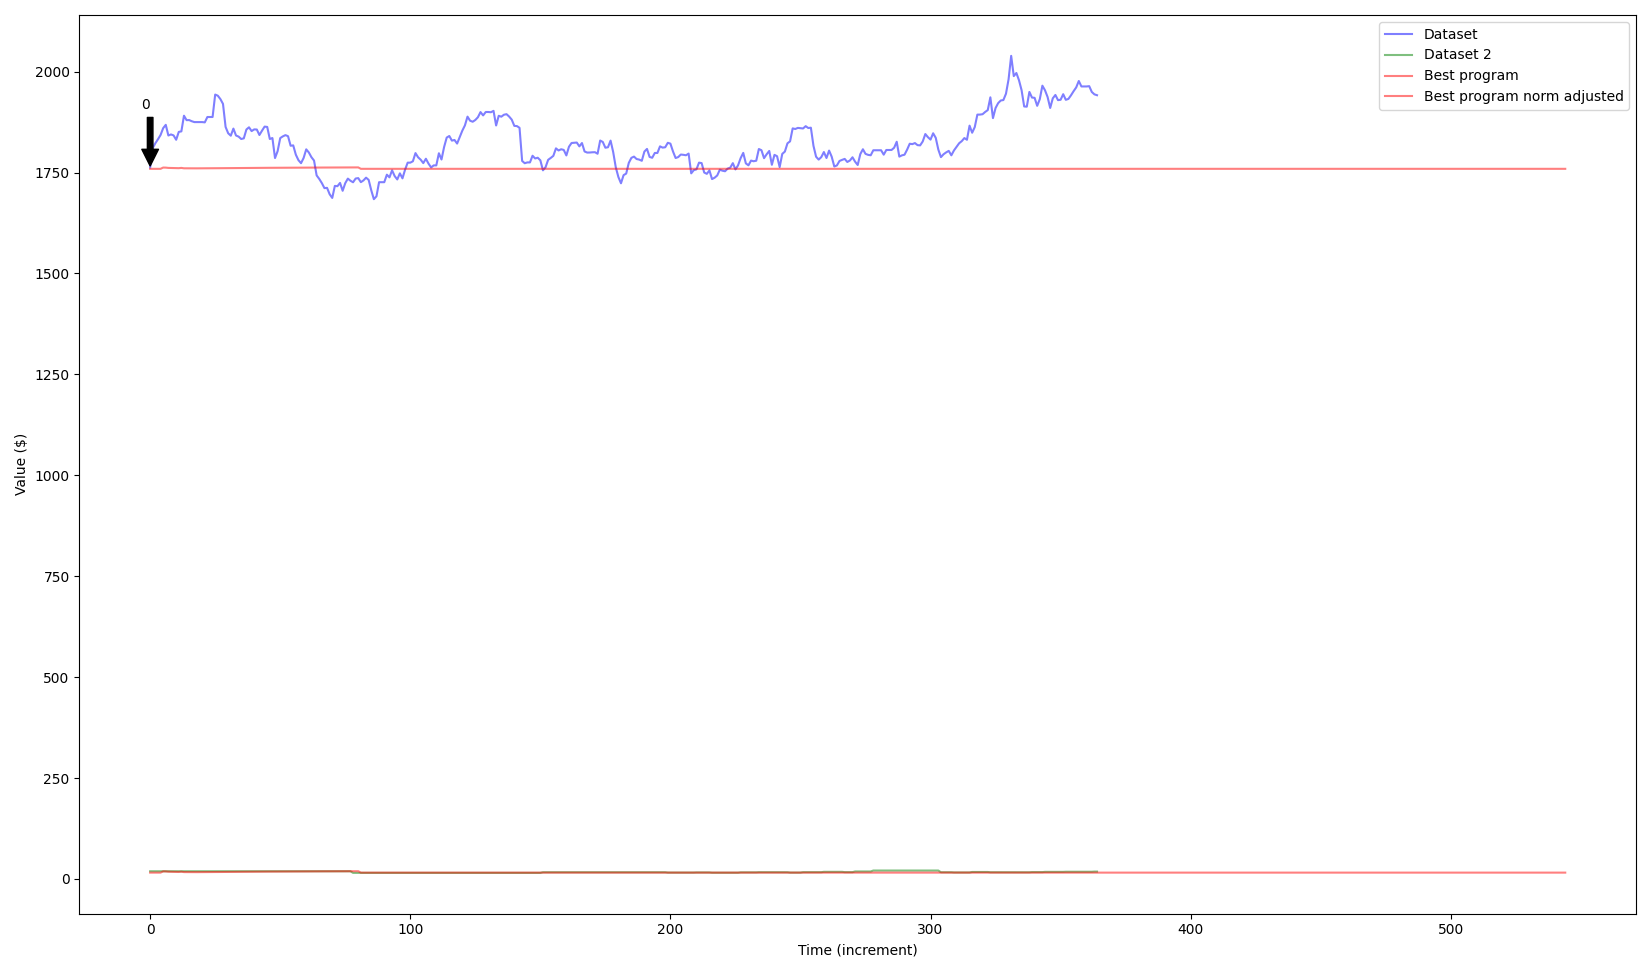 Dataset
Dataset 2
Best program
Best program norm adjusted
0
2000
1750
1500
1250
1000
750
500
250
0
Value ($)
0 100 200 300 400 500
Time (increment)